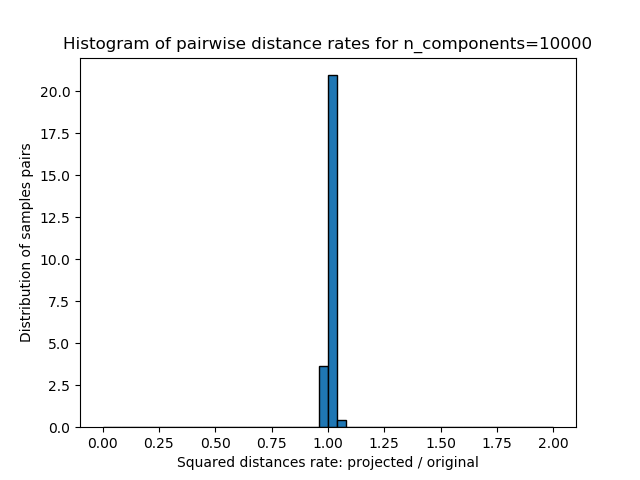 Histogram of pairwise distance rates for n_components=10000
20.0
17.5
15.0
12.5
10.0
7.5
5.0
2.5
0.0
Distribution of samples pairs
0.00 0.25 0.50 0.75 1.00 1.25 1.50 1.75 2.00
Squared distances rate: projected / original